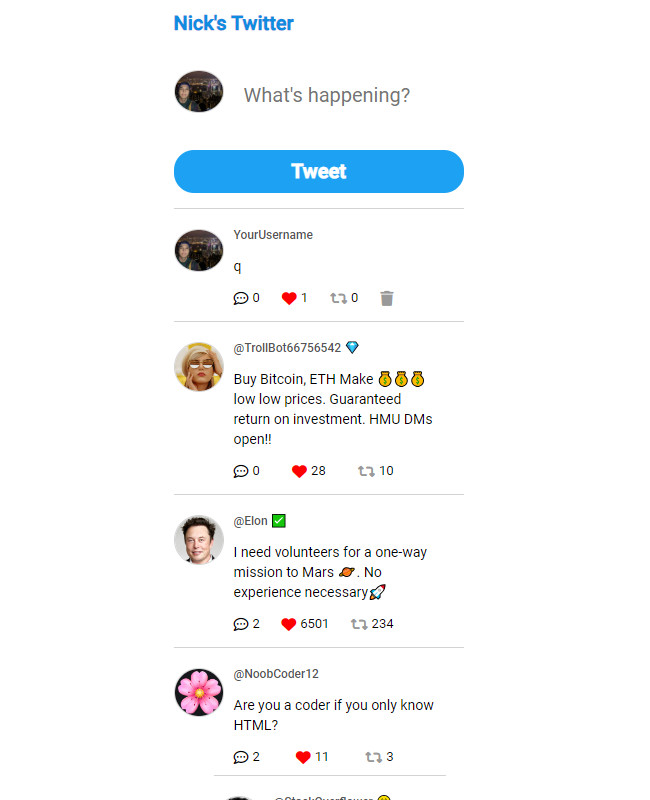 Nick's Twitter
What's happening?
Tweet
YourUsername
q
0 1 0
@TrollBot66756542 💎
Buy Bitcoin, ETH Make 💰💰💰
low low prices. Guaranteed
return on investment. HMU DMs
open!!
0 28 10
@Elon ✅
I need volunteers for a one-way
mission to Mars 🪐. No
experience necessary🚀
2 6501 234
@NoobCoder12
Are you a coder if you only know
HTML?
2 11 3